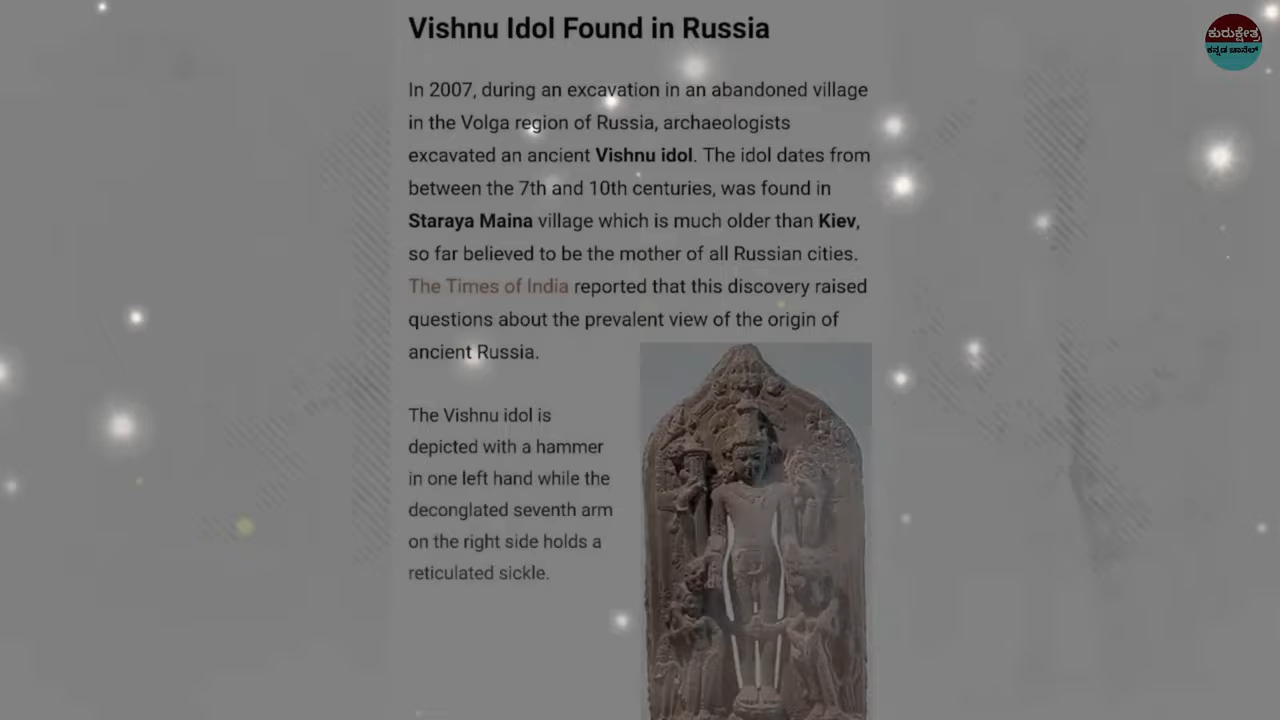 Vishnu Idol Found in Russia
ಕುರುಕ್ಷೇತ್ರ
ಕನ್ನಡ ಚಾನೆಲ್
In 2007, during an excavation in an abandoned village
in the Volga region of Russia, archaeologists
excavated an ancient Vishnu idol. The idol dates from
between the 7th and 10th centuries, was found in
Staraya Maina village which is much older than Kiev,
so far believed to be the mother of all Russian cities.
The Times of India reported that this discovery raised
questions about the prevalent view of the origin of
ancient Russia.
The Vishnu idol is
depicted with a hammer
in one left hand while the
deconglated seventh arm
on the right side holds a
reticulated sickle.